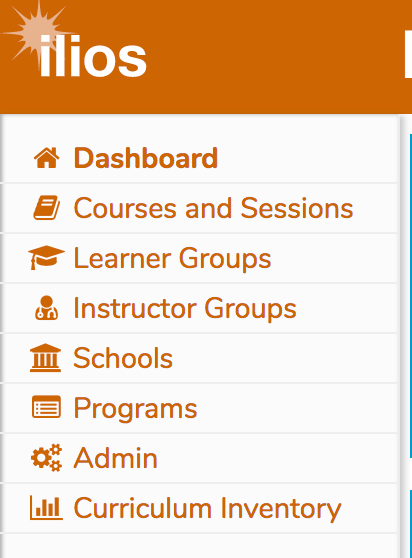 ilios
Dashboard
Courses and Sessions
Learner Groups
Instructor Groups
Schools
Programs
Admin
Curriculum Inventory